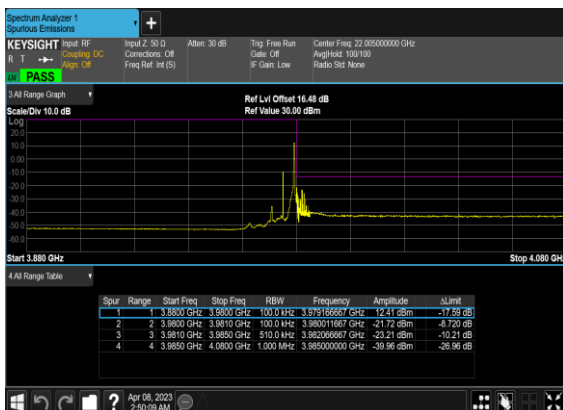 Spectrum Analyzer 1
Spurious Emissions
KEYSIGHT Input: RF Input Z: 50 Ω Atten: 30 dB Trig: Free Run Center Freq: 22.005000000 GHz
R T Coupling: DC Corrections: Off Gate: Off Avg|Hold: 100/100
Align: Off Freq Ref: Int (S) IF Gain: Low Radio Std: None
PASS
3 All Range Graph
Ref Lvl Offset 16.48 dB
Scale/Div 10.0 dB Ref Value 30.00 dBm
Log
20.0
10.0
0.00
-10.0
-20.0
-30.0
-40.0
-50.0
-60.0
Start 3.880 GHz Stop 4.080 GHz
4 All Range Table
Spur Range Start Freq Stop Freq RBW Frequency Amplitude ΔLimit
1 1 3.8800 GHz 3.9800 GHz 100.0 kHz 3.979166667 GHz 12.41 dBm -17.59 dB
2 2 3.9800 GHz 3.9810 GHz 100.0 kHz 3.980011667 GHz -21.72 dBm -8.720 dB
3 3 3.9810 GHz 3.9850 GHz 510.0 kHz 3.982066667 GHz -23.21 dBm -10.21 dB
4 4 3.9850 GHz 4.0800 GHz 1.000 MHz 3.985000000 GHz -39.96 dBm -26.96 dB
? Apr 08, 2023
2:50:09 AM